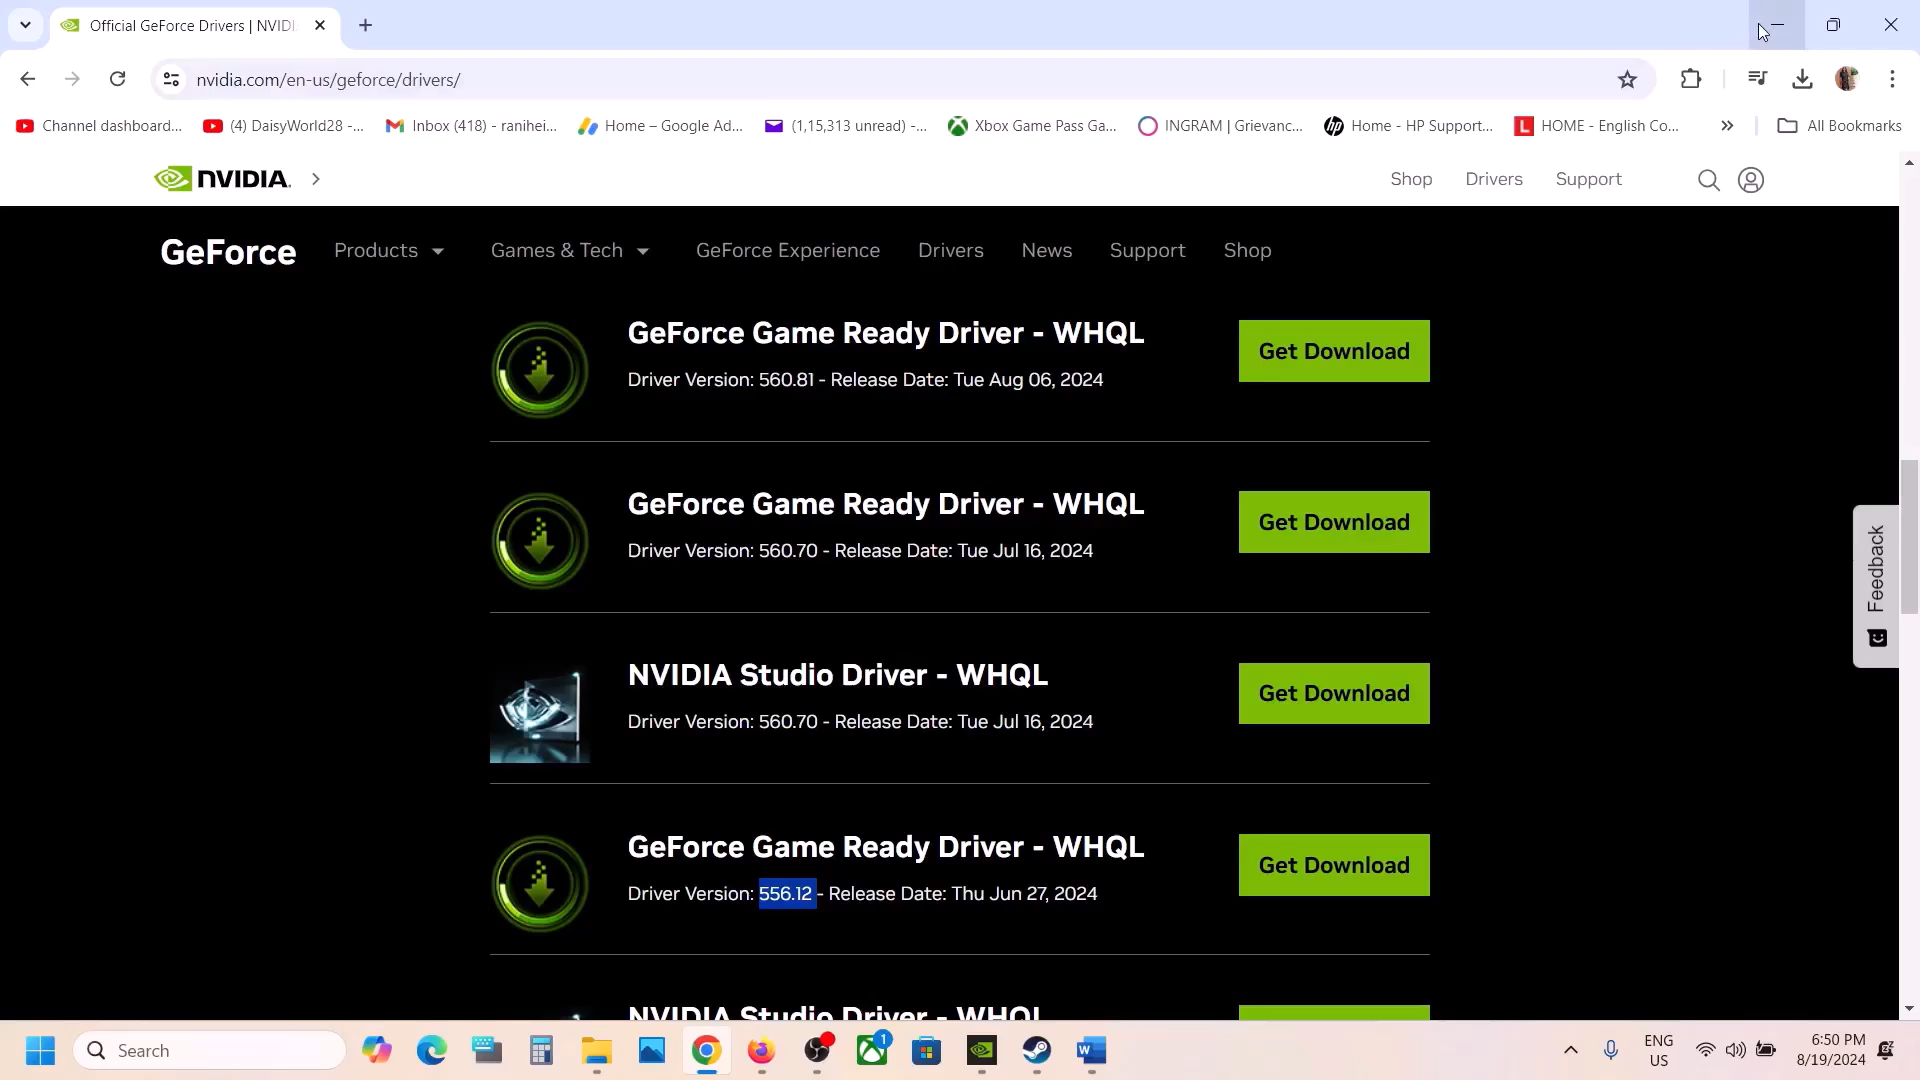 Official GeForce Drivers | NVIDI
nvidia.com/en-us/geforce/drivers/
Channel dashboard...
(4) DaisyWorld28 -...
Inbox (418) - ranihei...
Home – Google Ad...
(1,15,313 unread) -...
Xbox Game Pass Ga...
INGRAM | Grievanc...
Home - HP Support...
HOME - English Co...
All Bookmarks
NVIDIA.
Shop
Drivers
Support
GeForce
Products
Games & Tech
GeForce Experience
Drivers
News
Support
Shop
GeForce Game Ready Driver - WHQL
Driver Version: 560.81 - Release Date: Tue Aug 06, 2024
Get Download
GeForce Game Ready Driver - WHQL
Driver Version: 560.70 - Release Date: Tue Jul 16, 2024
Get Download
NVIDIA Studio Driver - WHQL
Driver Version: 560.70 - Release Date: Tue Jul 16, 2024
Get Download
GeForce Game Ready Driver - WHQL
Driver Version: 556.12 - Release Date: Thu Jun 27, 2024
Get Download
NVIDIA Studio Driver - WHQL
Feedback
Search
1
ENG
US
6:50 PM
8/19/2024